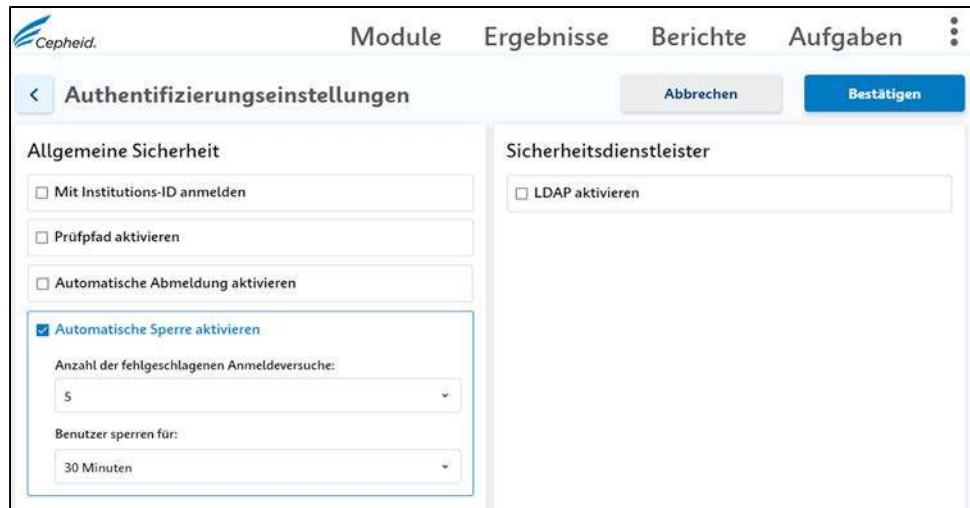 Cepheid.
Module Ergebnisse Berichte Aufgaben
Authentifizierungseinstellungen
Abbrechen
Bestätigen
Allgemeine Sicherheit
Mit Institutions-ID anmelden
Prüfpfad aktivieren
Automatische Abmeldung aktivieren
Automatische Sperre aktivieren
Anzahl der fehlgeschlagenen Anmeldeversuche:
5
Benutzer sperren für:
30 Minuten
Sicherheitsdienstleister
LDAP aktivieren